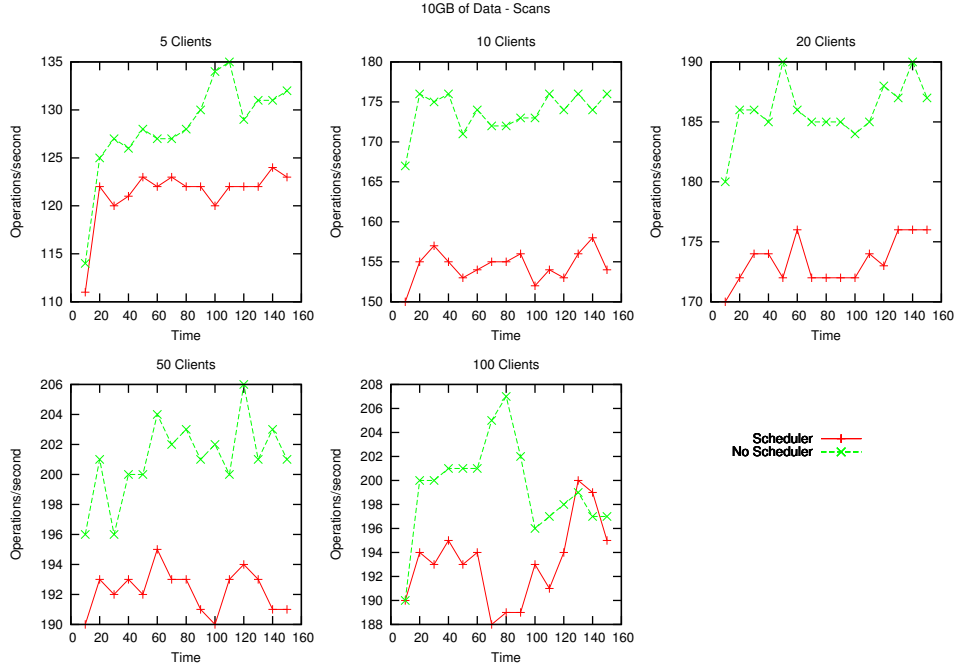 10GB of Data - Scans
5 Clients
10 Clients
20 Clients
Operations/second
135
130
125
120
115
110
0 20 40 60 80 100 120 140 160
Time
Operations/second
180
175
170
165
160
155
150
0 20 40 60 80 100 120 140 160
Time
Operations/second
190
185
180
175
170
0 20 40 60 80 100 120 140 160
Time
50 Clients
100 Clients
Operations/second
206
204
202
200
198
196
194
192
190
0 20 40 60 80 100 120 140 160
Time
Operations/second
208
206
204
202
200
198
196
194
192
190
188
0 20 40 60 80 100 120 140 160
Time
Scheduler
No Scheduler